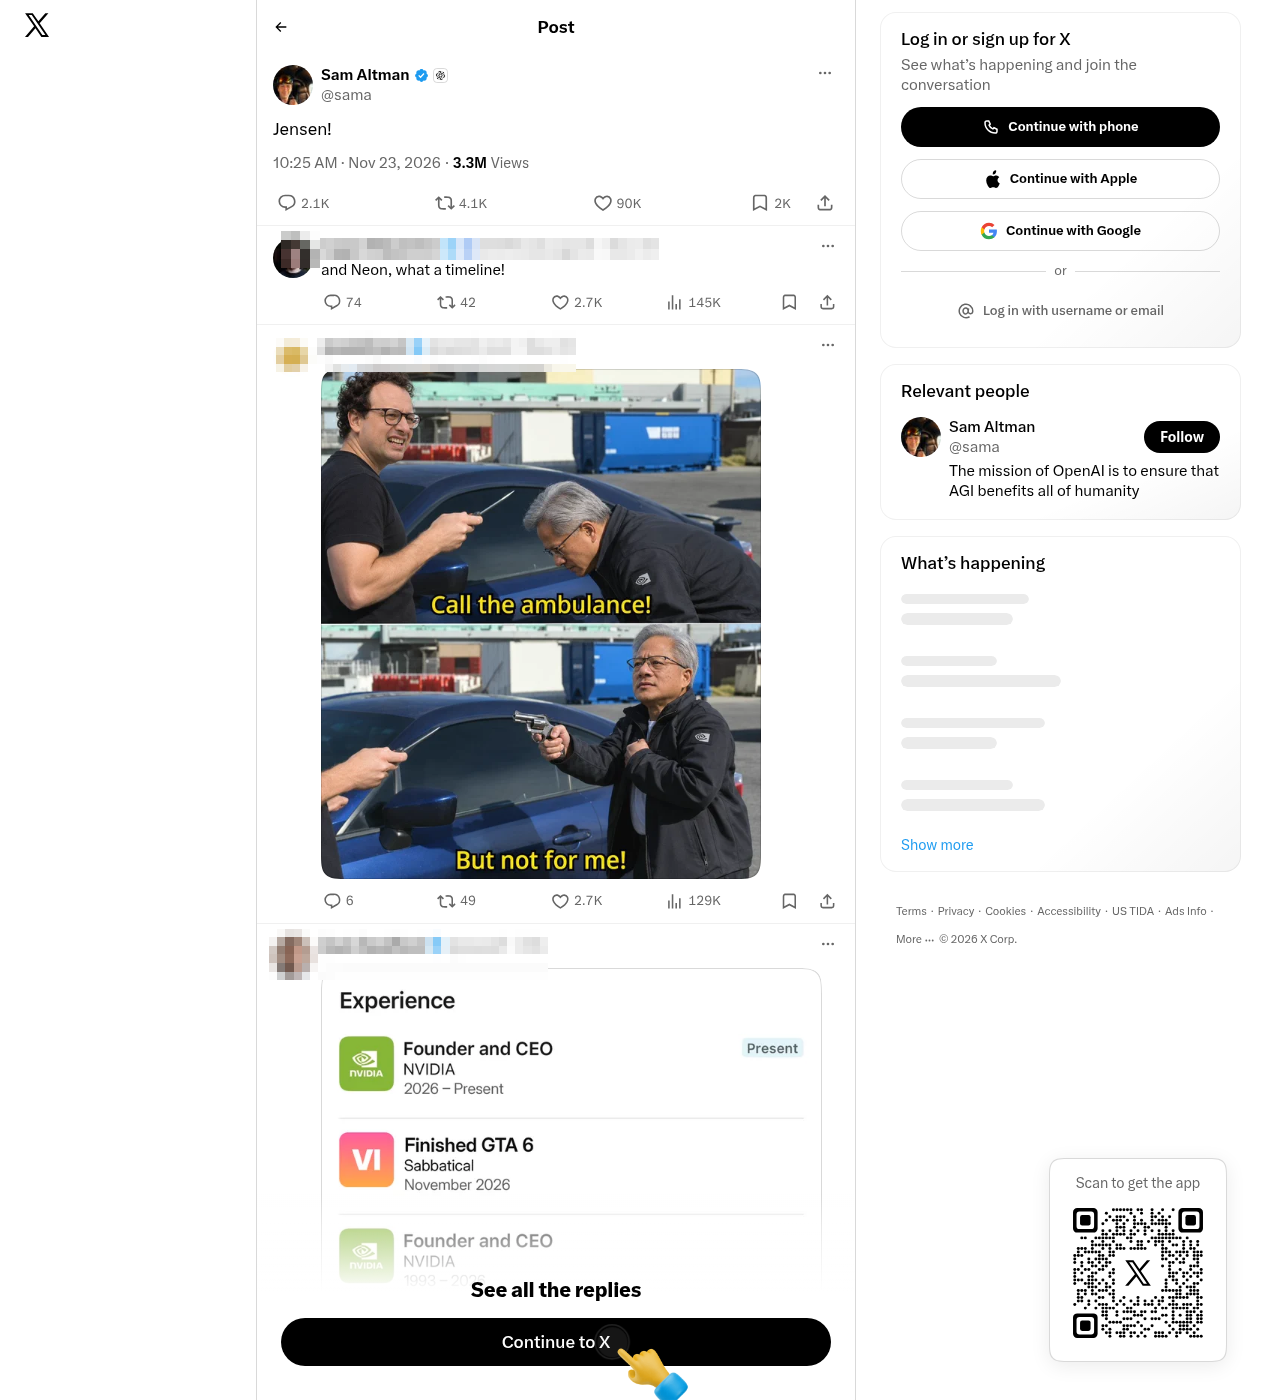 Post
Sam Altman
@sama
Jensen!
10:25 AM · Nov 23, 2026 · 3.3M Views
2.1K 4.1K 90K 2K
and Neon, what a timeline!
74 42 2.7K 145K
Call the ambulance!
But not for me!
6 49 2.7K 129K
Experience
Founder and CEO
Present
NVIDIA
NVIDIA
2026 – Present
Finished GTA 6
VI
Sabbatical
November 2026
Founder and CEO
NVIDIA
NVIDIA
1993 – 2026
See all the replies
Continue to X
Log in or sign up for X
See what's happening and join the
conversation
Continue with phone
Continue with Apple
Continue with Google
or
Log in with username or email
Relevant people
Sam Altman
@sama
Follow
The mission of OpenAI is to ensure that
AGI benefits all of humanity
What's happening
Show more
Terms · Privacy · Cookies · Accessibility · US TIDA · Ads Info ·
More ··· © 2026 X Corp.
Scan to get the app